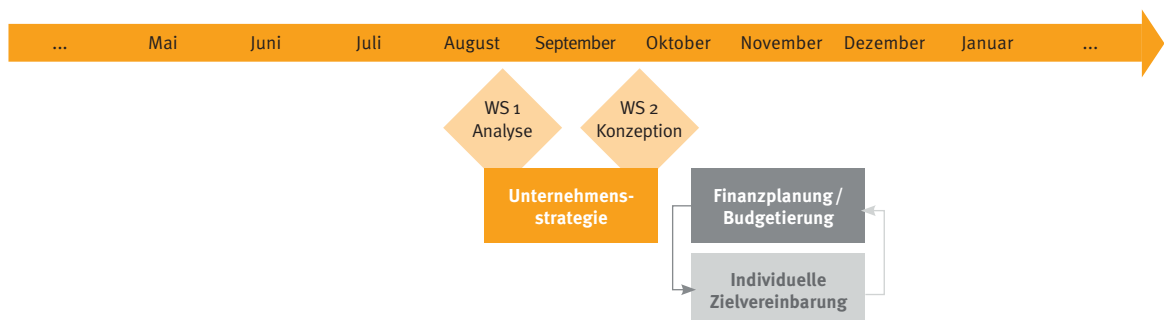 ... Mai Juni Juli August September Oktober November Dezember Januar ...
WS 1
Analyse
WS 2
Konzeption
Unternehmens-
strategie
Finanzplanung /
Budgetierung
Individuelle
Zielvereinbarung